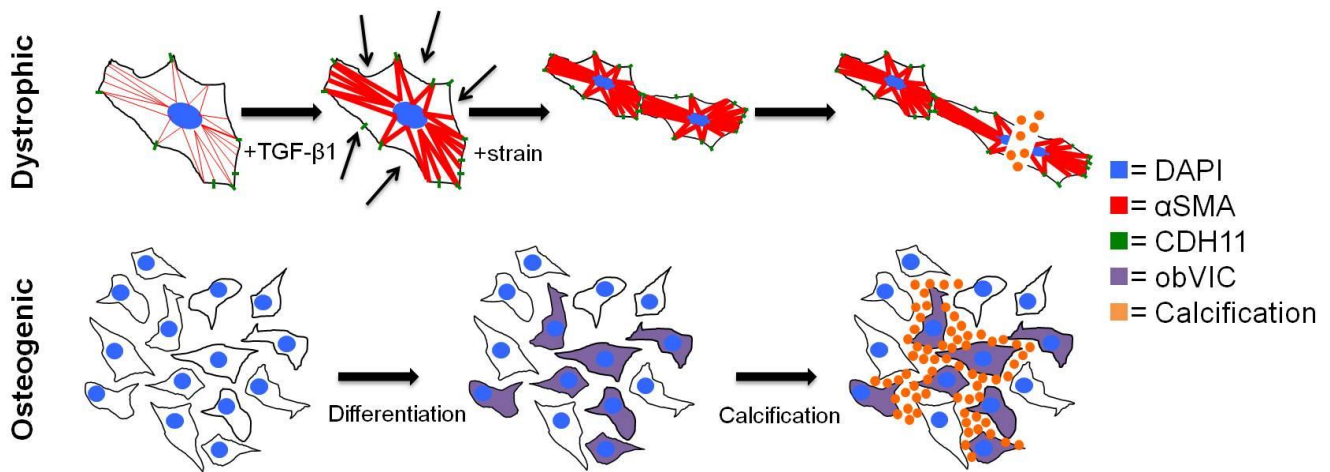 Dystrophic
+TGF-β1
+strain
= DAPI
= αSMA
= CDH11
= obVIC
= Calcification
Osteogenic
Differentiation
Calcification